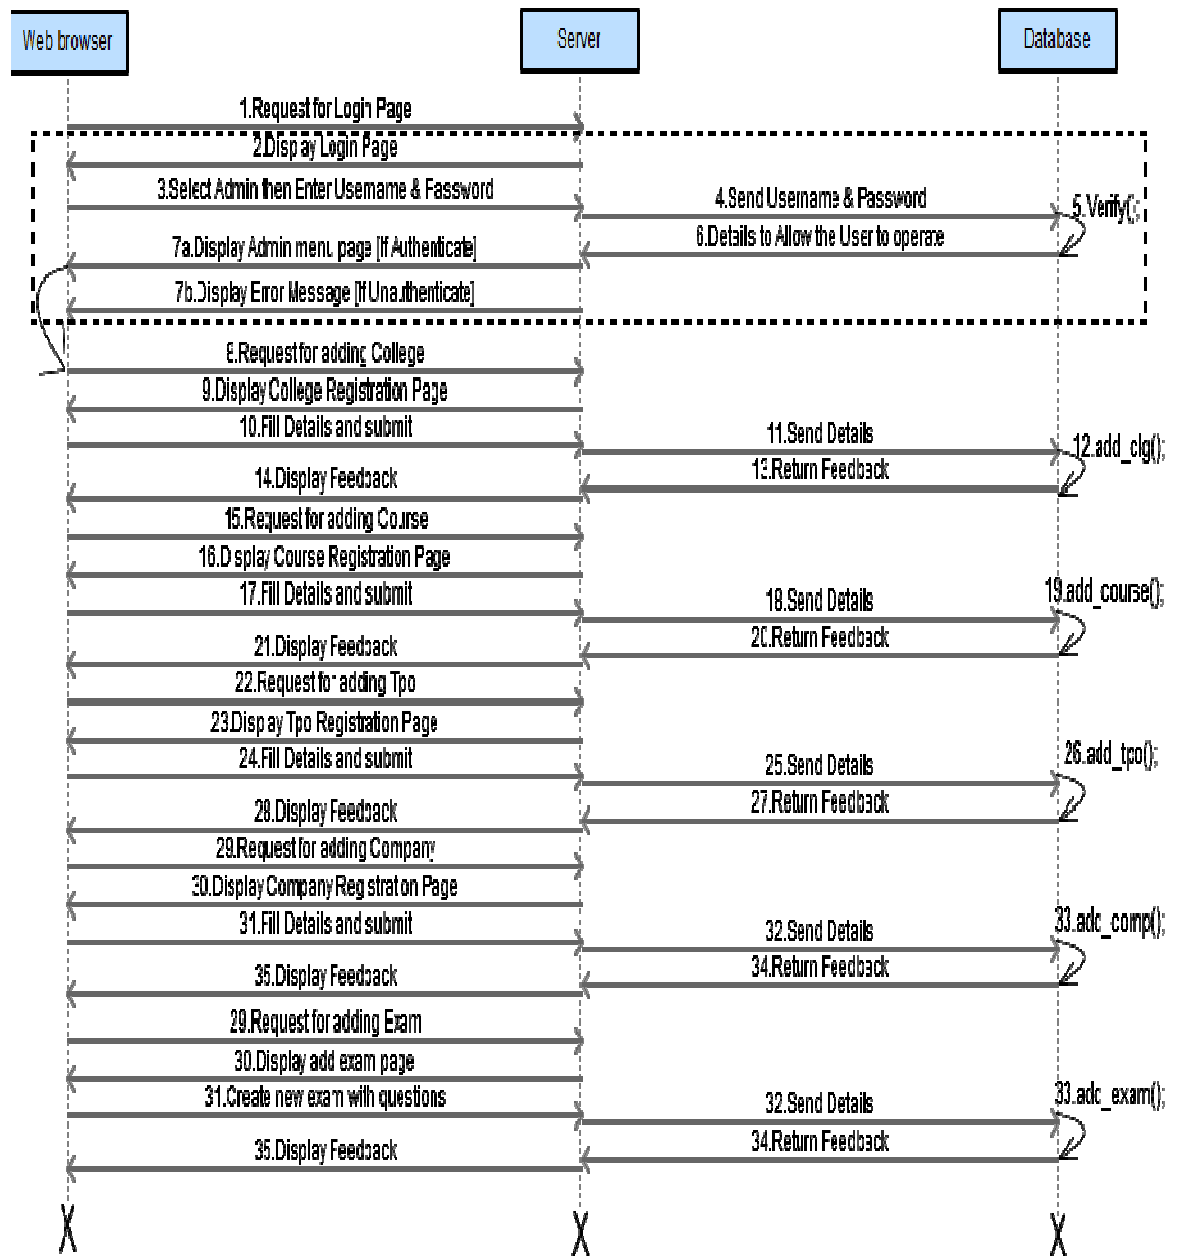 Web browser
Server
Database
1.Request for Login Page
2.Display Login Page
3.Select Admin then Enter Username & Password
4.Send Username & Password
5.Verify();
6.Details to Allow the User to operate
7a.Display Admin menu page [If Authenticate]
7b.Display Error Message [If Unauthenticate]
8.Request for adding College
9.Display College Registration Page
10.Fill Details and submit
11.Send Details
12.add_clg();
13.Return Feedback
14.Display Feedback
15.Request for adding Course
16.Display Course Registration Page
17.Fill Details and submit
18.Send Details
19.add_course();
20.Return Feedback
21.Display Feedback
22.Request for adding Tpo
23.Display Tpo Registration Page
24.Fill Details and submit
25.Send Details
26.add_tpo();
27.Return Feedback
28.Display Feedback
29.Request for adding Company
30.Display Company Registration Page
31.Fill Details and submit
32.Send Details
33.add_comp();
34.Return Feedback
35.Display Feedback
29.Request for adding Exam
30.Display add exam page
31.Create new exam with questions
32.Send Details
33.add_exam();
34.Return Feedback
35.Display Feedback